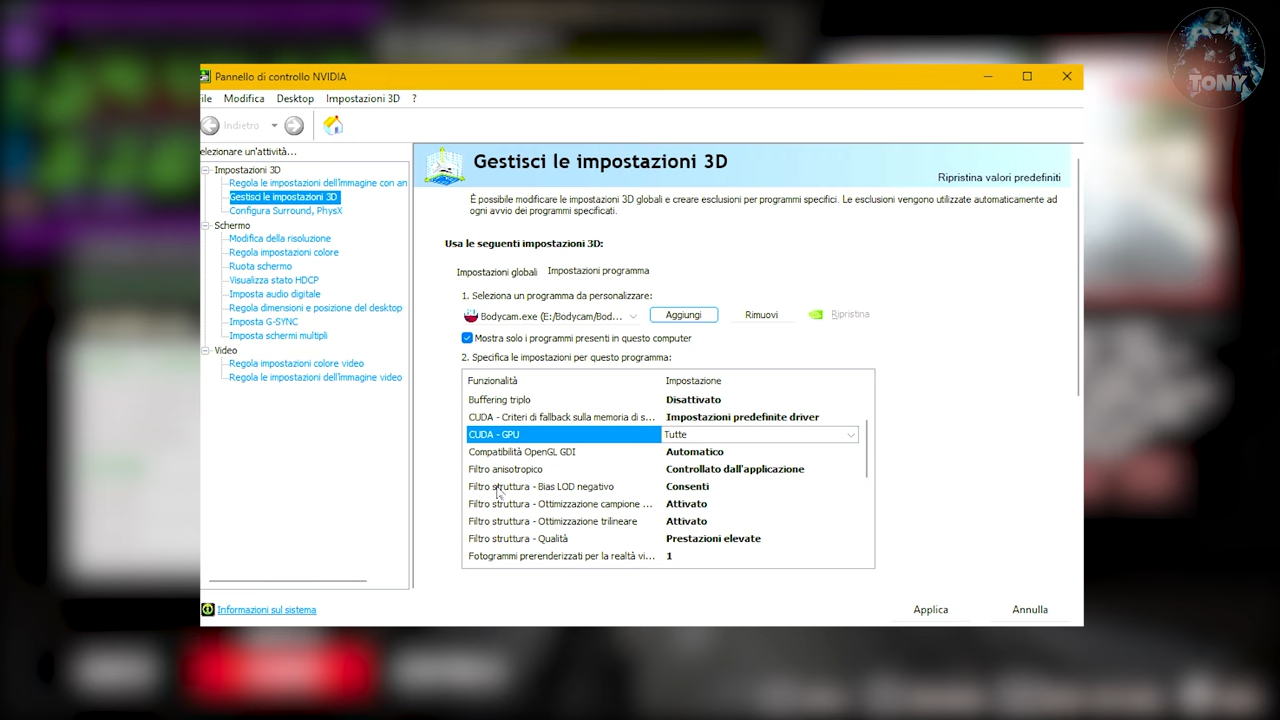 TONY
Pannello di controllo NVIDIA
File Modifica Desktop Impostazioni 3D ?
Indietro
elezionare un'attività...
Impostazioni 3D
Regola le impostazioni dell'immagine con an
Gestisci le impostazioni 3D
Configura Surround, PhysX
Schermo
Modifica della risoluzione
Regola impostazioni colore
Ruota schermo
Visualizza stato HDCP
Imposta audio digitale
Regola dimensioni e posizione del desktop
Imposta G-SYNC
Imposta schermi multipli
Video
Regola impostazioni colore video
Regola le impostazioni dell'immagine video
Informazioni sul sistema
Gestisci le impostazioni 3D
Ripristina valori predefiniti
È possibile modificare le impostazioni 3D globali e creare esclusioni per programmi specifici. Le esclusioni vengono utilizzate automaticamente ad
ogni avvio dei programmi specificati.
Usa le seguenti impostazioni 3D:
Impostazioni globali Impostazioni programma
1. Seleziona un programma da personalizzare:
Bodycam.exe (E:/Bodycam/Bod... Aggiungi Rimuovi Ripristina
Mostra solo i programmi presenti in questo computer
2. Specifica le impostazioni per questo programma:
Funzionalità Impostazione
Buffering triplo Disattivato
CUDA - Criteri di fallback sulla memoria di s... Impostazioni predefinite driver
CUDA - GPU Tutte
Compatibilità OpenGL GDI Automatico
Filtro anisotropico Controllato dall'applicazione
Filtro struttura - Bias LOD negativo Consenti
Filtro struttura - Ottimizzazione campione ... Attivato
Filtro struttura - Ottimizzazione trilineare Attivato
Filtro struttura - Qualità Prestazioni elevate
Fotogrammi prerenderizzati per la realtà vi... 1
Applica Annulla